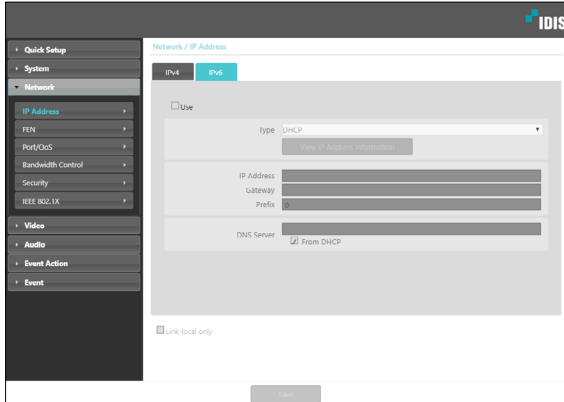 IDIS
Quick Setup
System
Network
IP Address
FEN
Port/QoS
Bandwidth Control
Security
IEEE 802.1X
Video
Audio
Event Action
Event
Network / IP Address
IPv4 IPv6
Use
Type DHCP
View IP Address Information
IP Address
Gateway
Prefix 0
DNS Server
From DHCP
Link-local only
Save